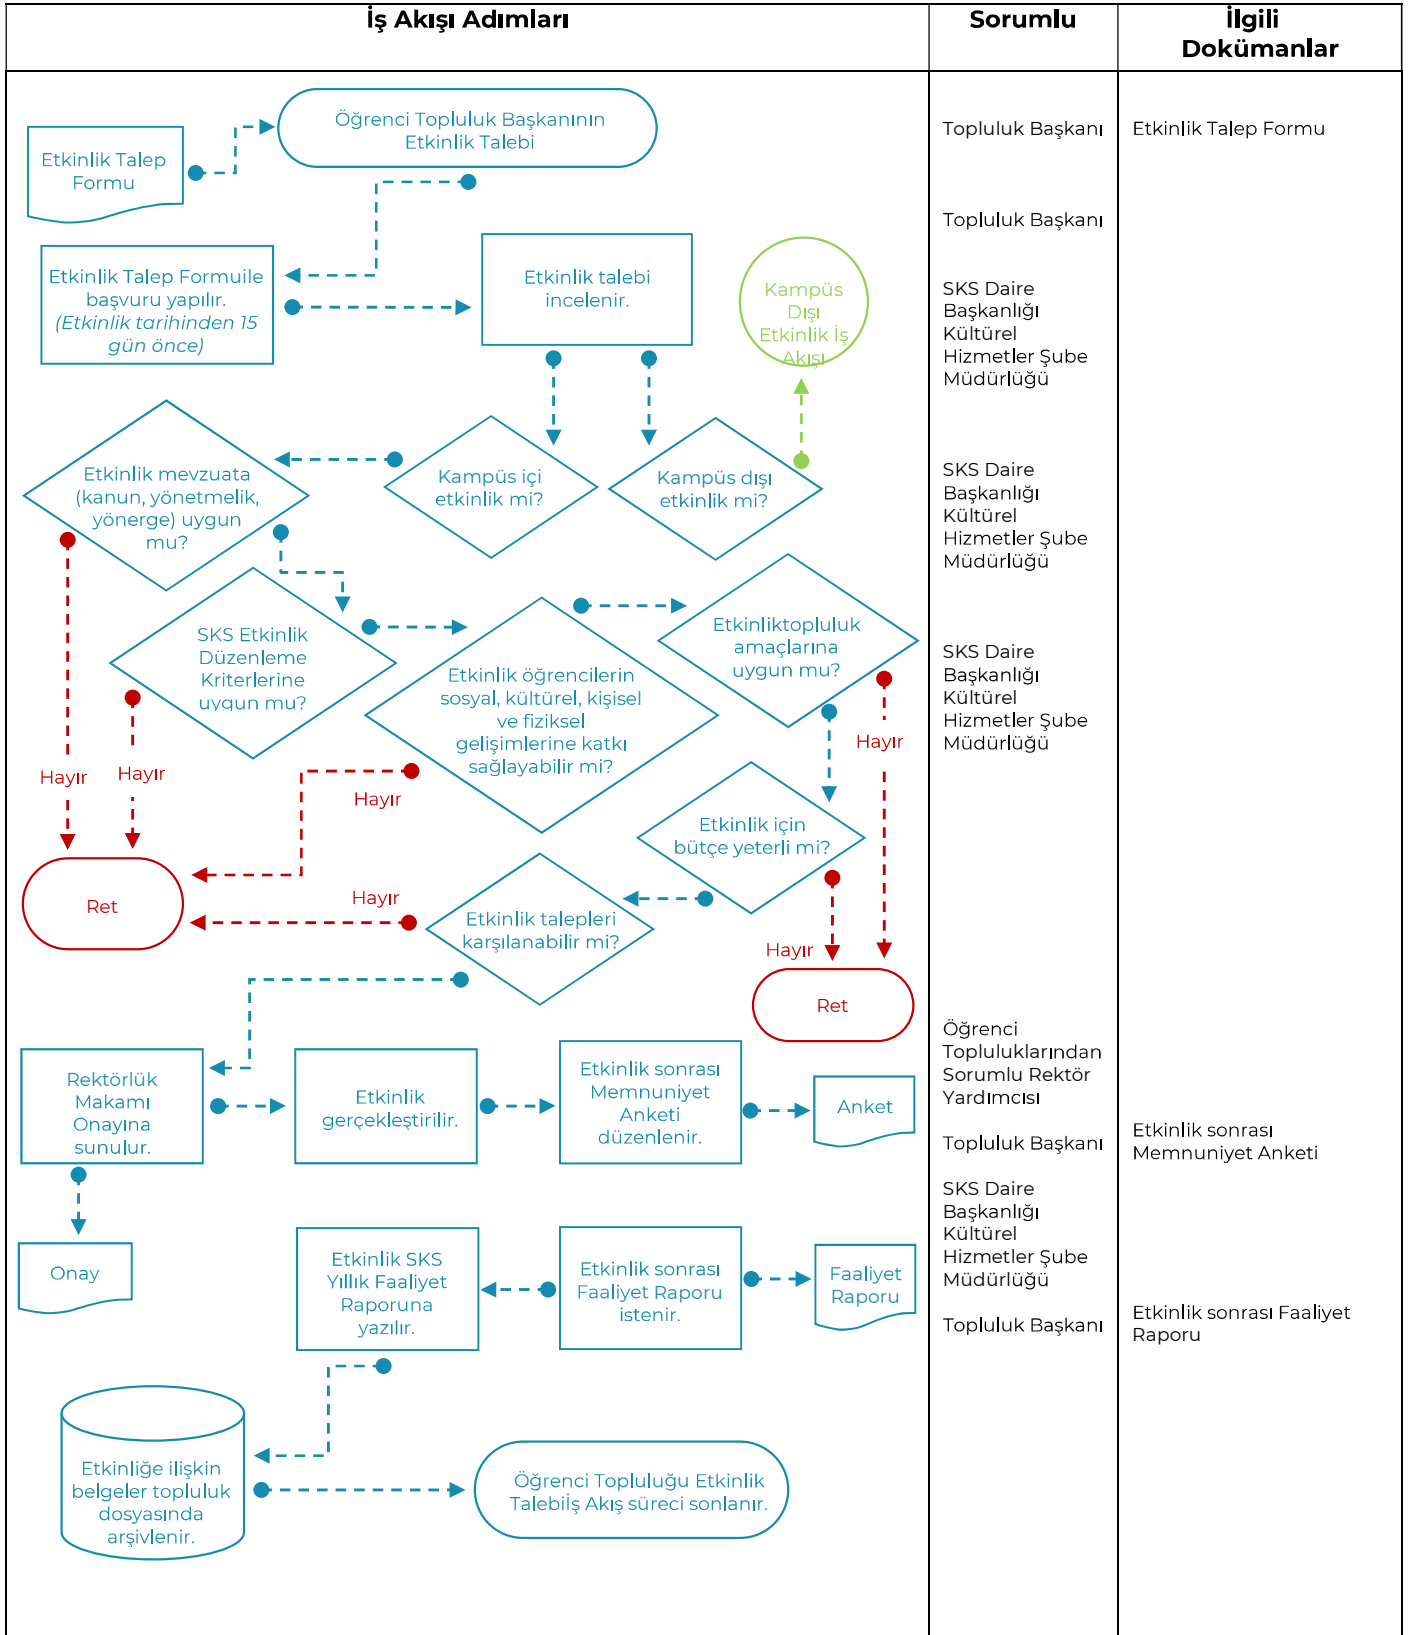 İş Akışı Adımları
Sorumlu
İlgili
Dokümanlar
Öğrenci Topluluk Başkanının
Etkinlik Talebi
Etkinlik Talep
Formu
Topluluk Başkanı
Etkinlik Talep Formu
Topluluk Başkanı
Etkinlik Talep Formuile
başvuru yapılır.
(Etkinlik tarihinden 15
gün önce)
Etkinlik talebi
incelenir.
Kampüs
Dışı
Etkinlik İş
Akışı
SKS Daire
Başkanlığı
Kültürel
Hizmetler Şube
Müdürlüğü
Etkinlik mevzuata
(kanun, yönetmelik,
yönerge) uygun
mu?
Kampüs içi
etkinlik mi?
Kampüs dışı
etkinlik mi?
SKS Daire
Başkanlığı
Kültürel
Hizmetler Şube
Müdürlüğü
SKS Etkinlik
Düzenleme
Kriterlerine
uygun mu?
Etkinlik öğrencilerin
sosyal, kültürel, kişisel
ve fiziksel
gelişimlerine katkı
sağlayabilir mi?
Etkinliktopluluk
amaçlarına
uygun mu?
SKS Daire
Başkanlığı
Kültürel
Hizmetler Şube
Müdürlüğü
Hayır
Hayır
Hayır
Hayır
Etkinlik için
bütçe yeterli mi?
Ret
Hayır
Etkinlik talepleri
karşılanabilir mi?
Hayır
Ret
Rektörlük
Makamı
Onayına
sunulur.
Etkinlik
gerçekleştirilir.
Etkinlik sonrası
Memnuniyet
Anketi
düzenlenir.
Anket
Öğrenci
Topluluklarından
Sorumlu Rektör
Yardımcısı
Topluluk Başkanı
Etkinlik sonrası
Memnuniyet Anketi
SKS Daire
Başkanlığı
Kültürel
Hizmetler Şube
Müdürlüğü
Onay
Etkinlik SKS
Yıllık Faaliyet
Raporuna
yazılır.
Etkinlik sonrası
Faaliyet Raporu
istenir.
Faaliyet
Raporu
Topluluk Başkanı
Etkinlik sonrası Faaliyet
Raporu
Etkinliğe ilişkin
belgeler topluluk
dosyasında
arşivlenir.
Öğrenci Topluluğu Etkinlik
Talebiİş Akış süreci sonlanır.